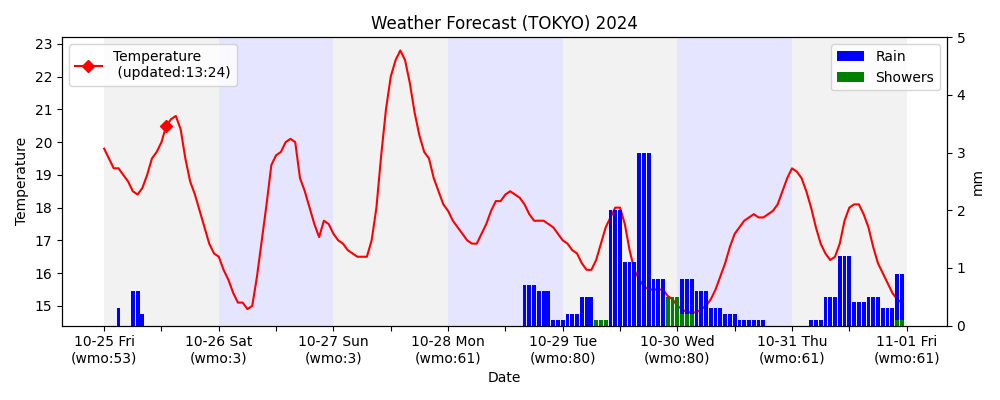 Weather Forecast (TOKYO) 2024
Temperature
(updated:13:24)
Rain
Showers
23
22
21
20
19
18
17
16
15
Temperature
5
4
3
2
1
0
mm
10-25 Fri
(wmo:53)
10-26 Sat
(wmo:3)
10-27 Sun
(wmo:3)
10-28 Mon
(wmo:61)
10-29 Tue
(wmo:80)
10-30 Wed
(wmo:80)
10-31 Thu
(wmo:61)
11-01 Fri
(wmo:61)
Date